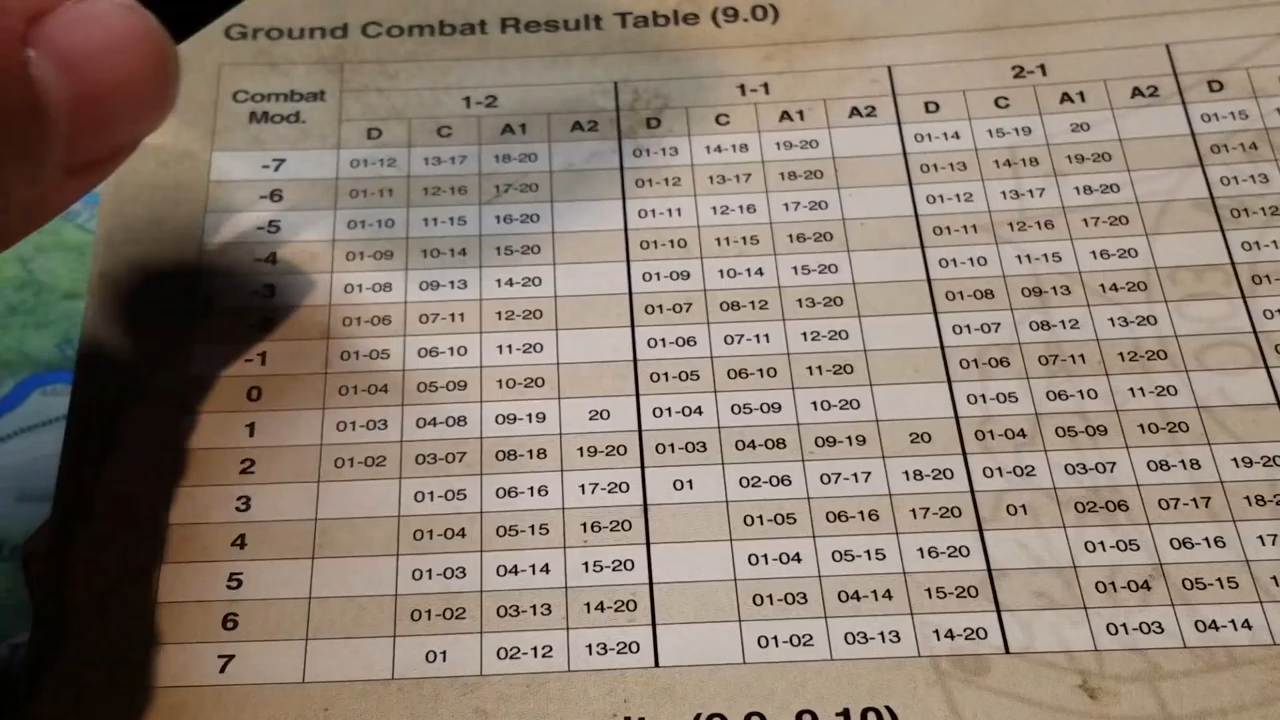 Ground Combat Result Table (9.0)
Combat Mod. 1-2 1-1 2-1
D C A1 A2 D C A1 A2 D C A1 A2 D
-7 01-12 13-17 18-20 01-13 14-18 19-20 01-14 15-19 20 01-15
-6 01-11 12-16 17-20 01-12 13-17 18-20 01-13 14-18 19-20 01-14
-5 01-10 11-15 16-20 01-11 12-16 17-20 01-12 13-17 18-20 01-13
-4 01-09 10-14 15-20 01-10 11-15 16-20 01-11 12-16 17-20 01-12
-3 01-08 09-13 14-20 01-09 10-14 15-20 01-10 11-15 16-20
01-06 07-11 12-20 01-07 08-12 13-20 01-08 09-13 14-20
-1 01-05 06-10 11-20 01-06 07-11 12-20 01-07 08-12 13-20
0 01-04 05-09 10-20 01-05 06-10 11-20 01-06 07-11 12-20
1 01-03 04-08 09-19 20 01-04 05-09 10-20 01-05 06-10 11-20
2 01-02 03-07 08-18 19-20 01-03 04-08 09-19 20 01-04 05-09 10-20
3 01-05 06-16 17-20 01 02-06 07-17 18-20 01-02 03-07 08-18 19-20
4 01-04 05-15 16-20 01-05 06-16 17-20 01 02-06 07-17
5 01-03 04-14 15-20 01-04 05-15 16-20 01-05 06-16
6 01-02 03-13 14-20 01-03 04-14 15-20 01-04 05-15
7 01 02-12 13-20 01-02 03-13 14-20 01-03 04-14